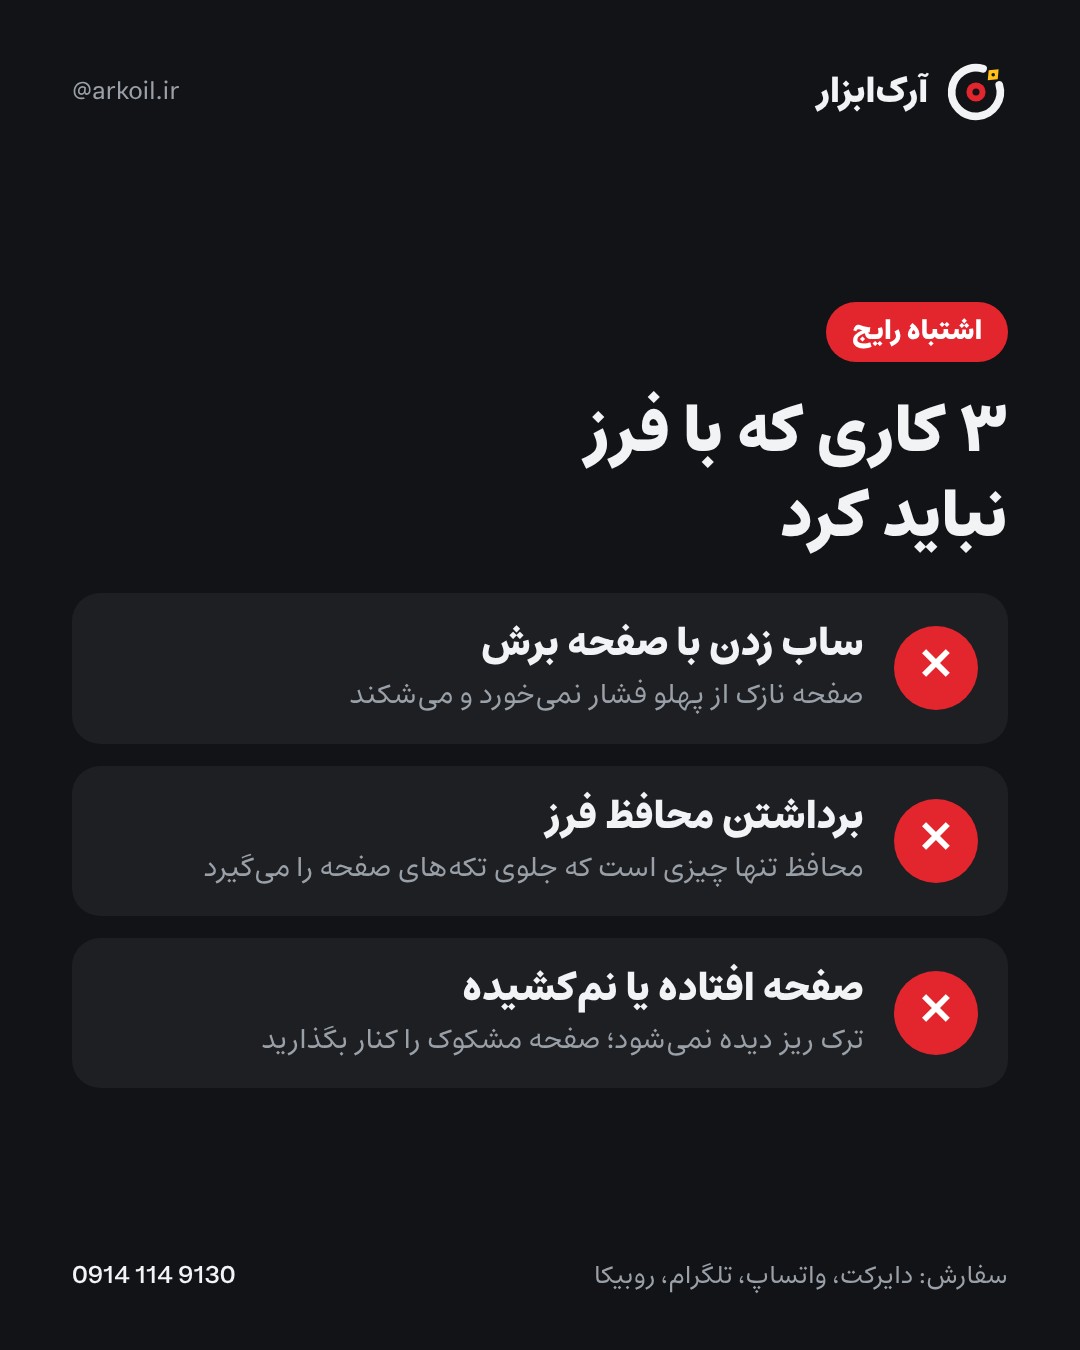 آرک‌ابزار
@arkoil.ir
اشتباه رایج
۳ کاری که با فرز
نباید کرد
ساب زدن با صفحه برش
صفحه نازک از پهلو فشار نمی‌خورد و می‌شکند
برداشتن محافظ فرز
محافظ تنها چیزی است که جلوی تکه‌های صفحه را می‌گیرد
صفحه افتاده یا نم‌کشیده
ترک ریز دیده نمی‌شود؛ صفحه مشکوک را کنار بگذارید
سفارش: دایرکت، واتساپ، تلگرام، روبیکا
0914 114 9130